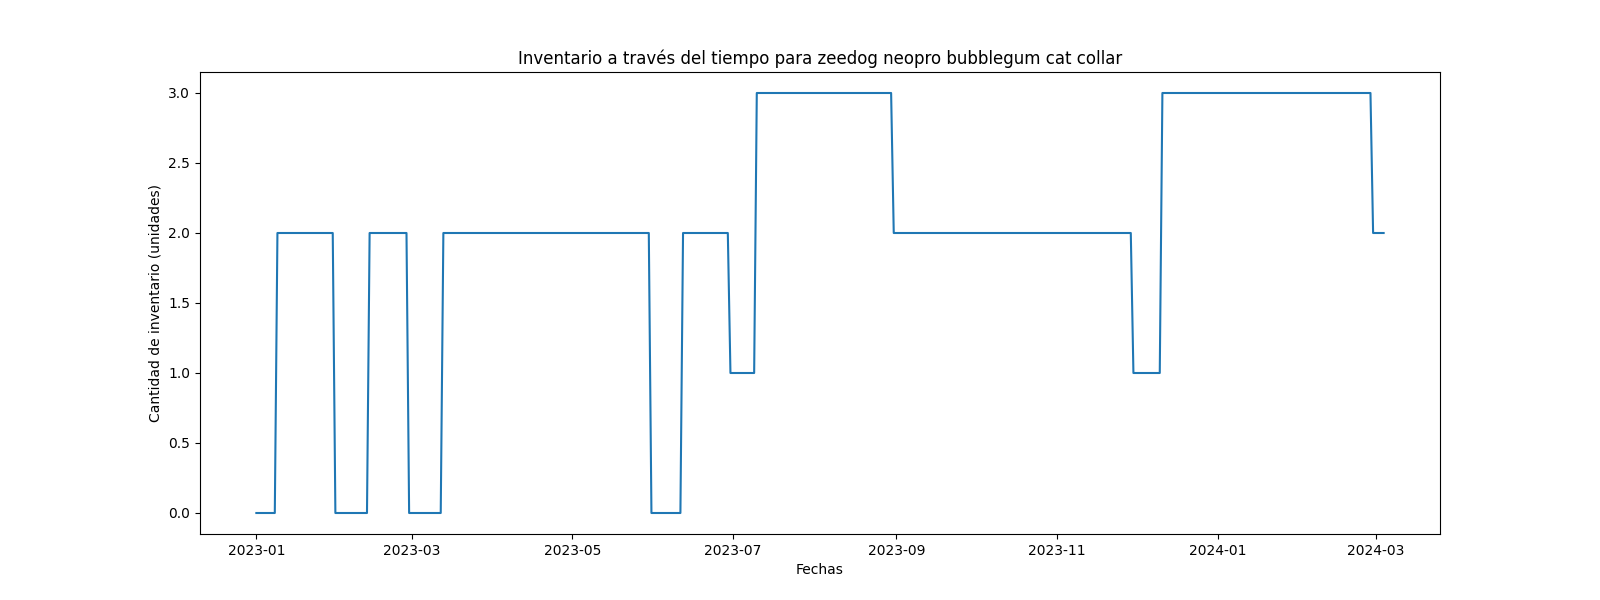 Inventario a través del tiempo para zeedog neopro bubblegum cat collar
Cantidad de inventario (unidades)
3.0
2.5
2.0
1.5
1.0
0.5
0.0
2023-01 2023-03 2023-05 2023-07 2023-09 2023-11 2024-01 2024-03
Fechas